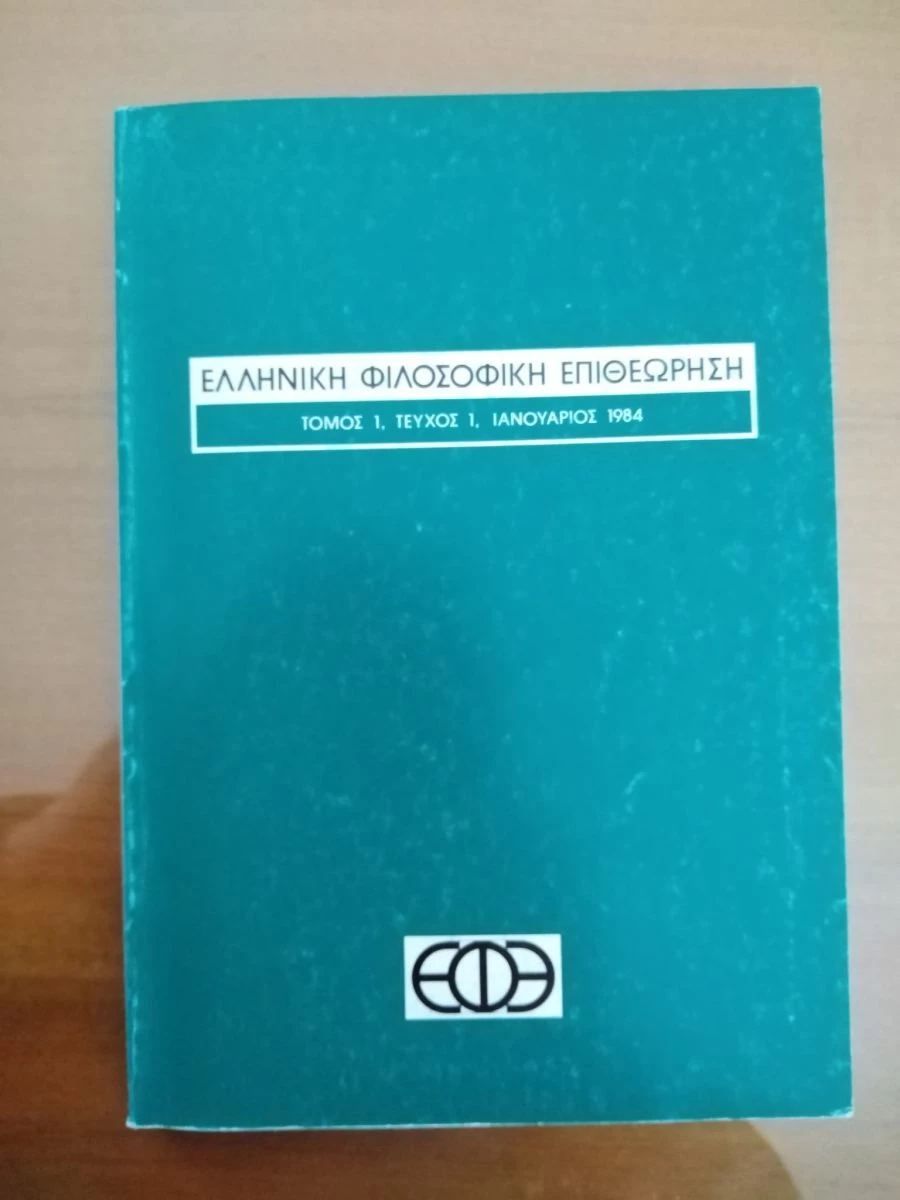 ΕΛΛΗΝΙΚΗ ΦΙΛΟΣΟΦΙΚΗ ΕΠΙΘΕΩΡΗΣΗ
ΤΟΜΟΣ 1, ΤΕΥΧΟΣ 1, ΙΑΝΟΥΑΡΙΟΣ 1984
ΕΦΕ